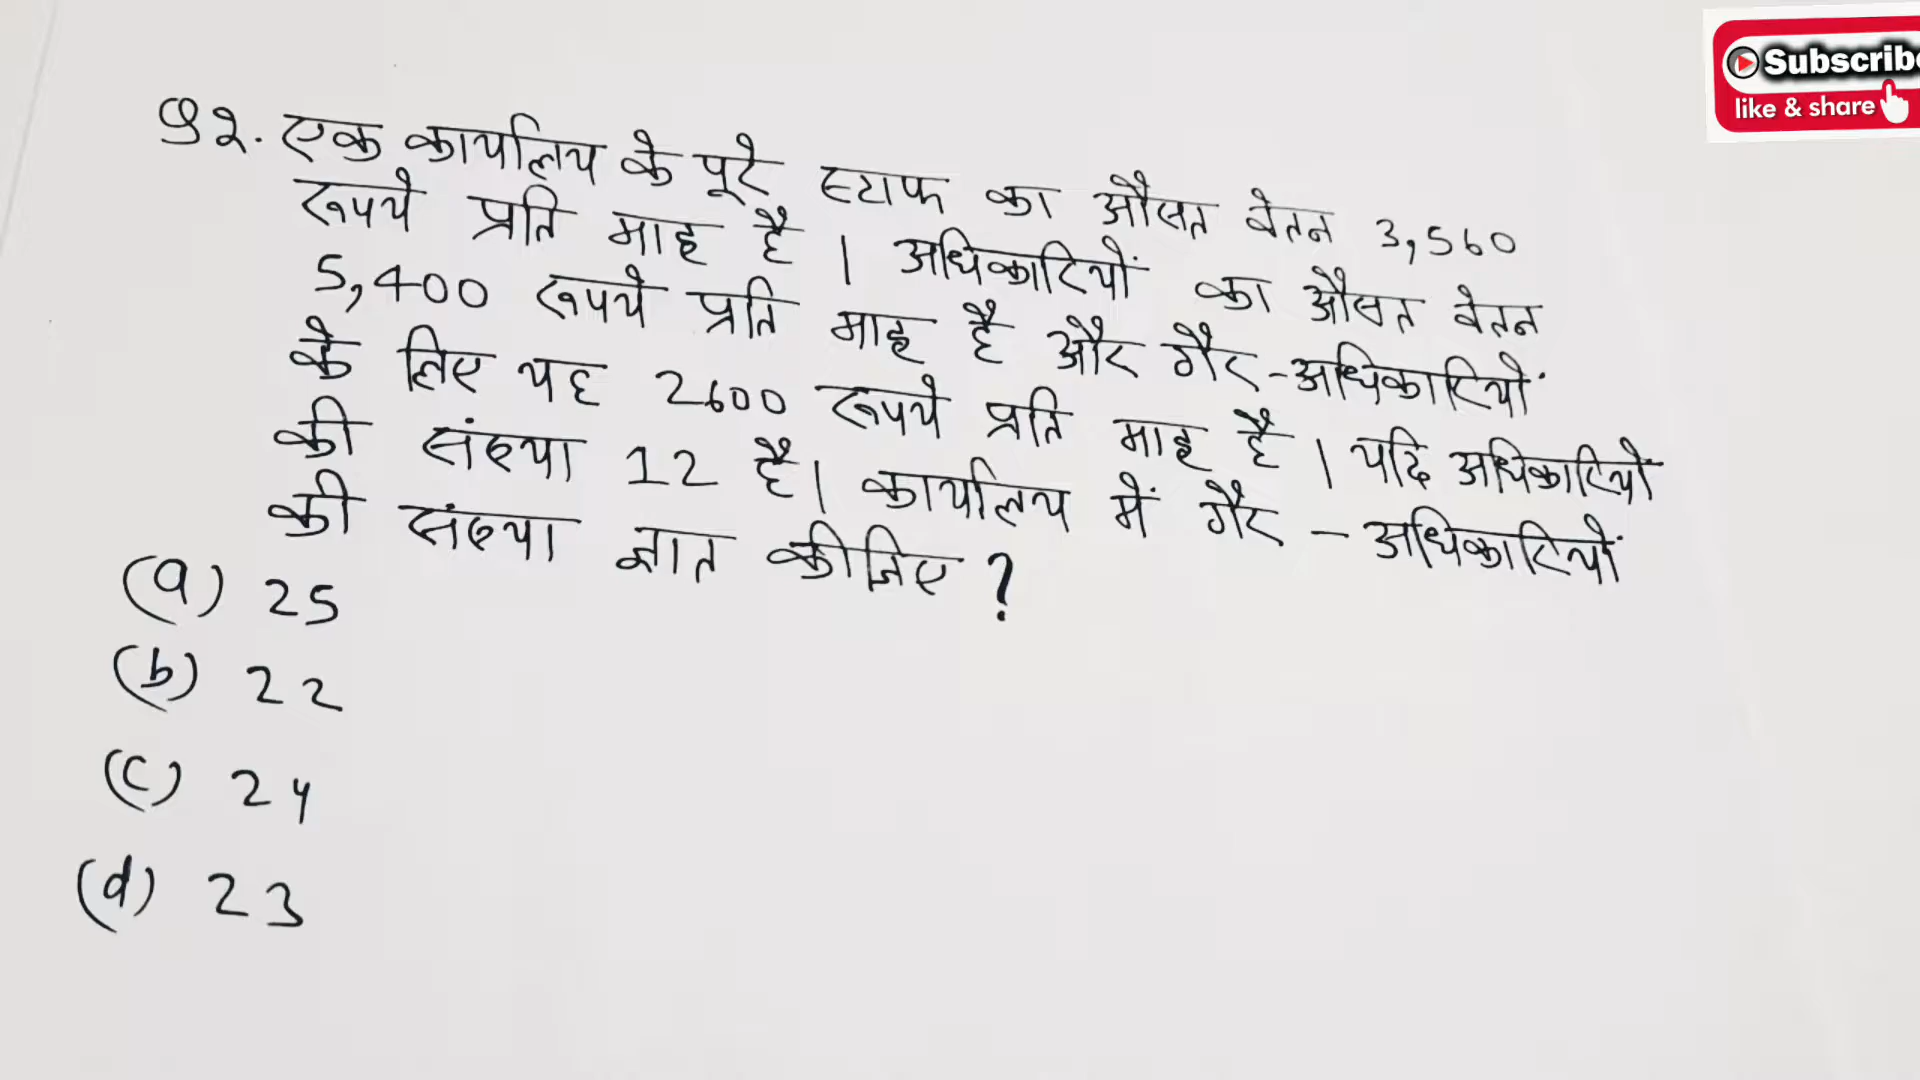 Q2. एक कार्यालय के पूरे स्टाफ का औसत वेतन 3,560
रूपये प्रति माह है । अधिकारियों का औसत वेतन
5,400 रूपये प्रति माह है और गैर-अधिकारियों
के लिए यह 2600 रूपये प्रति माह है । यदि अधिकारियों
की संख्या 12 है। कार्यालय में गैर - अधिकारियों
की संख्या ज्ञात कीजिए ?
(a) 25
(b) 22
(c) 24
(d) 23
Subscribe
like & share